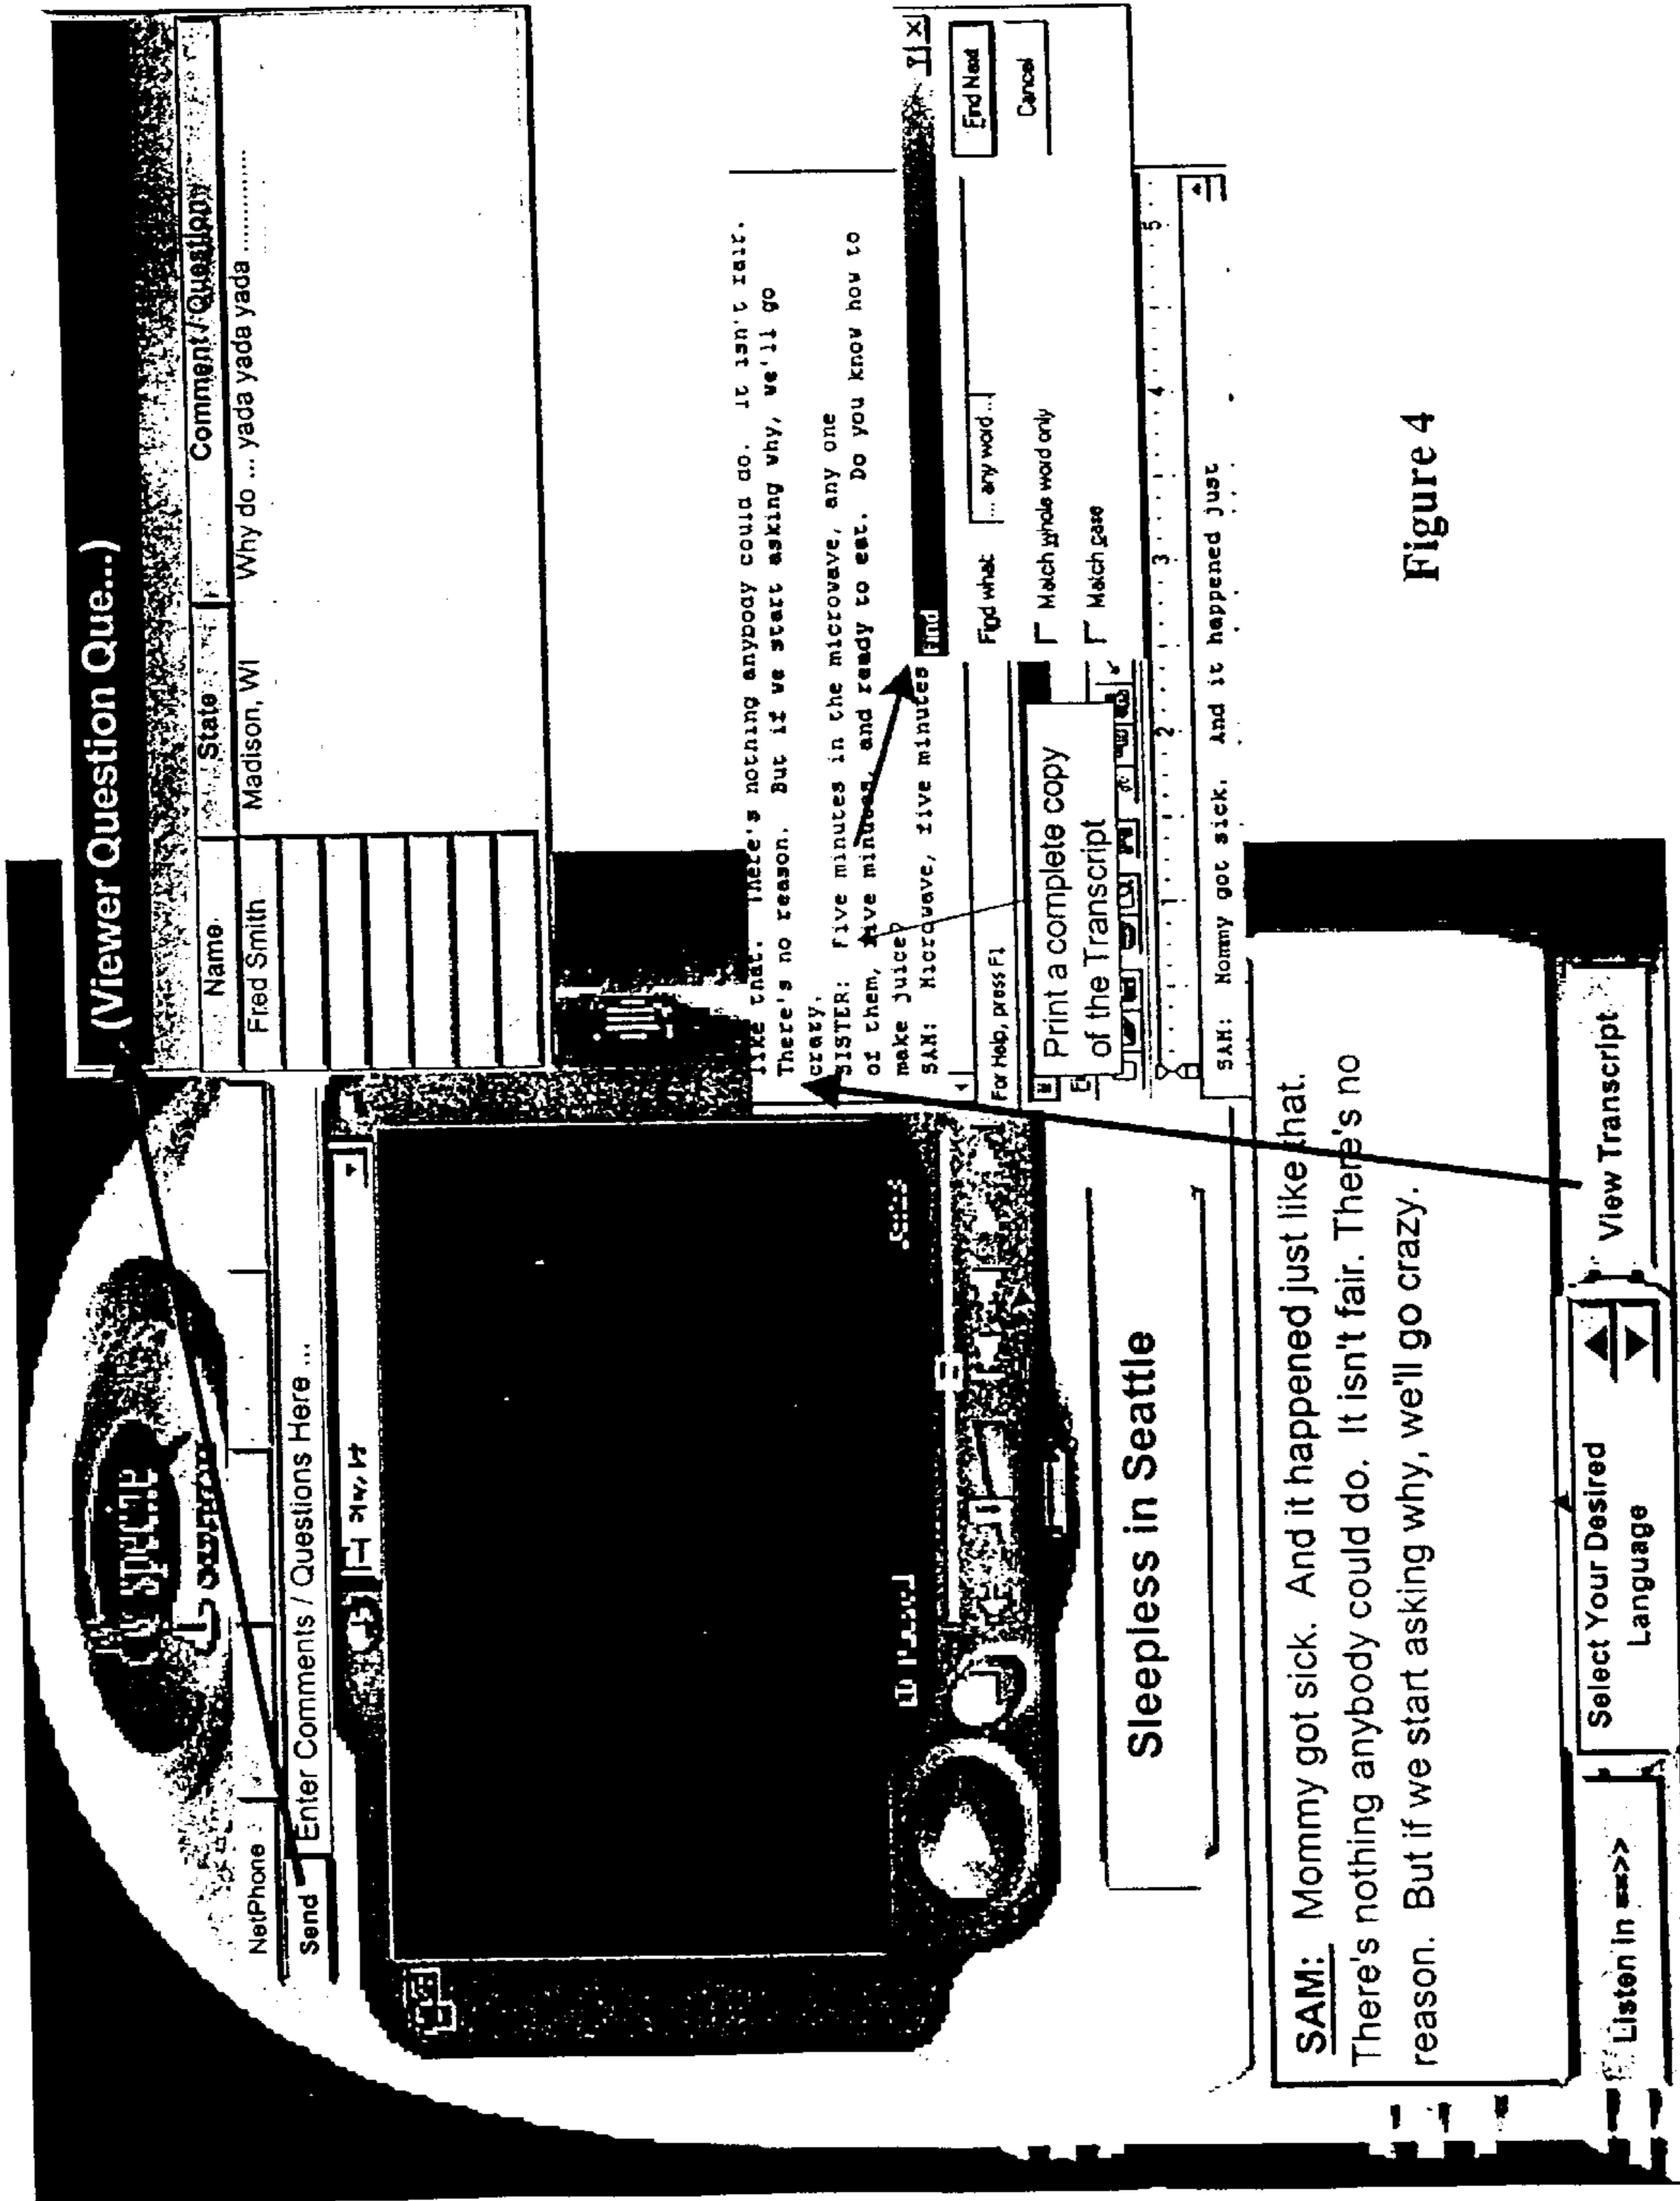 (Viewer Question Que...)
Name State Comment / Question
Fred Smith Madison, WI Why do ... yada yada yada ...............
NetPhone
Send Enter Comments / Questions Here ...
Sleepless in Seattle
SAM: Mommy got sick. And it happened just like that.
There's nothing anybody could do. It isn't fair. There's no
reason. But if we start asking why, we'll go crazy.
Listen in ==>>
Select Your Desired
Language
View Transcript
like that. There's nothing anybody could do. It isn't fair.
There's no reason. But if we start asking why, we'll go
crazy.
SISTER: Five minutes in the microwave, any one
of them, five minutes, and ready to eat. Do you know how to
make juice?
SAM: Microwave, five minutes
For Help, press F1
Find
Find what ... any word ...
Find Next
Cancel
Match whole word only
Match case
Print a complete copy
of the Transcript
1 2 3 4 5
SAM: Mommy got sick. And it happened just
Figure 4